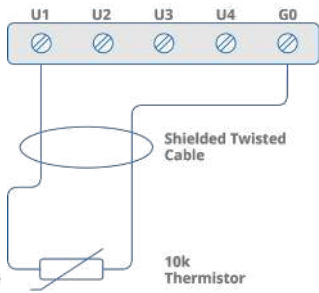 U1 U2 U3 U4 G0
Shielded Twisted
Cable
10k
Thermistor